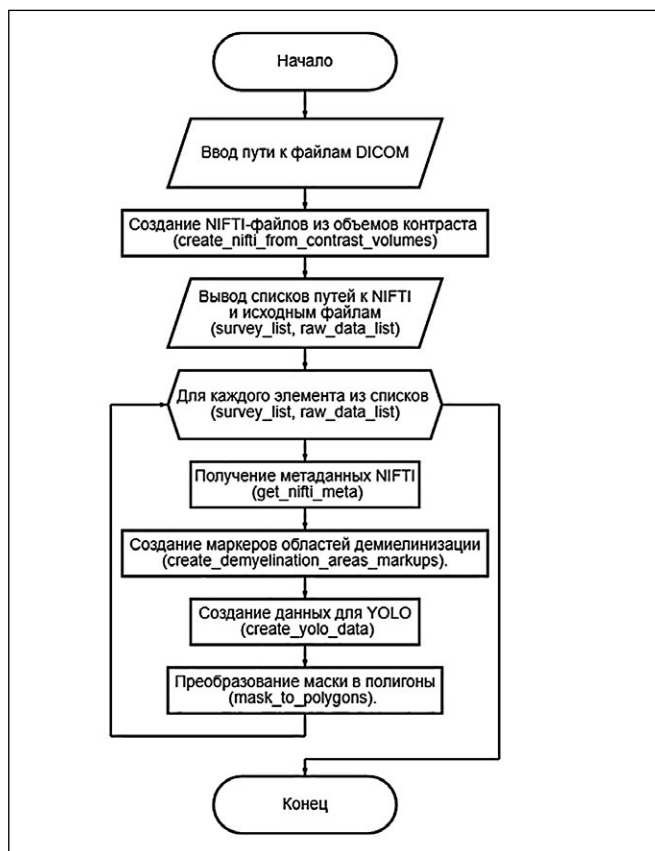 Начало
Ввод пути к файлам DICOM
Создание NIFTI-файлов из объемов контраста
(create_nifti_from_contrast_volumes)
Вывод списков путей к NIFTI
и исходным файлам
(survey_list, raw_data_list)
Для каждого элемента из списков
(survey_list, raw_data_list)
Получение метаданных NIFTI
(get_nifti_meta)
Создание маркеров областей демиелинизации
(create_demyelination_areas_markups).
Создание данных для YOLO
(create_yolo_data)
Преобразование маски в полигоны
(mask_to_polygons).
Конец